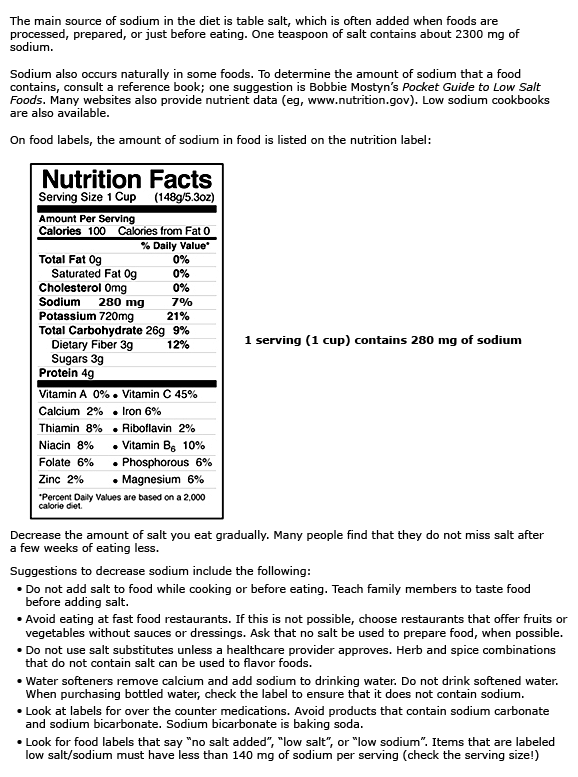 The main source of sodium in the diet is table salt, which is often added when foods are
processed, prepared, or just before eating. One teaspoon of salt contains about 2300 mg of
sodium.
Sodium also occurs naturally in some foods. To determine the amount of sodium that a food
contains, consult a reference book; one suggestion is Bobbie Mostyn's Pocket Guide to Low Salt
Foods. Many websites also provide nutrient data (eg, www.nutrition.gov). Low sodium cookbooks
are also available.
On food labels, the amount of sodium in food is listed on the nutrition label:
Nutrition Facts
Serving Size 1 Cup (148g/5.3oz)
Amount Per Serving
Calories 100 Calories from Fat 0
% Daily Value*
Total Fat 0g 0%
Saturated Fat 0g 0%
Cholesterol 0mg 0%
Sodium 280 mg 7%
Potassium 720mg 21%
Total Carbohydrate 26g 9%
Dietary Fiber 3g 12%
Sugars 3g
Protein 4g
Vitamin A 0% • Vitamin C 45%
Calcium 2% • Iron 6%
Thiamin 8% • Riboflavin 2%
Niacin 8% • Vitamin B6 10%
Folate 6% • Phosphorous 6%
Zinc 2% • Magnesium 6%
*Percent Daily Values are based on a 2,000
calorie diet.
1 serving (1 cup) contains 280 mg of sodium
Decrease the amount of salt you eat gradually. Many people find that they do not miss salt after
a few weeks of eating less.
Suggestions to decrease sodium include the following:
• Do not add salt to food while cooking or before eating. Teach family members to taste food
before adding salt.
• Avoid eating at fast food restaurants. If this is not possible, choose restaurants that offer fruits or
vegetables without sauces or dressings. Ask that no salt be used to prepare food, when possible.
• Do not use salt substitutes unless a healthcare provider approves. Herb and spice combinations
that do not contain salt can be used to flavor foods.
• Water softeners remove calcium and add sodium to drinking water. Do not drink softened water.
When purchasing bottled water, check the label to ensure that it does not contain sodium.
• Look at labels for over the counter medications. Avoid products that contain sodium carbonate
and sodium bicarbonate. Sodium bicarbonate is baking soda.
• Look for food labels that say "no salt added", "low salt", or "low sodium". Items that are labeled
low salt/sodium must have less than 140 mg of sodium per serving (check the serving size!)